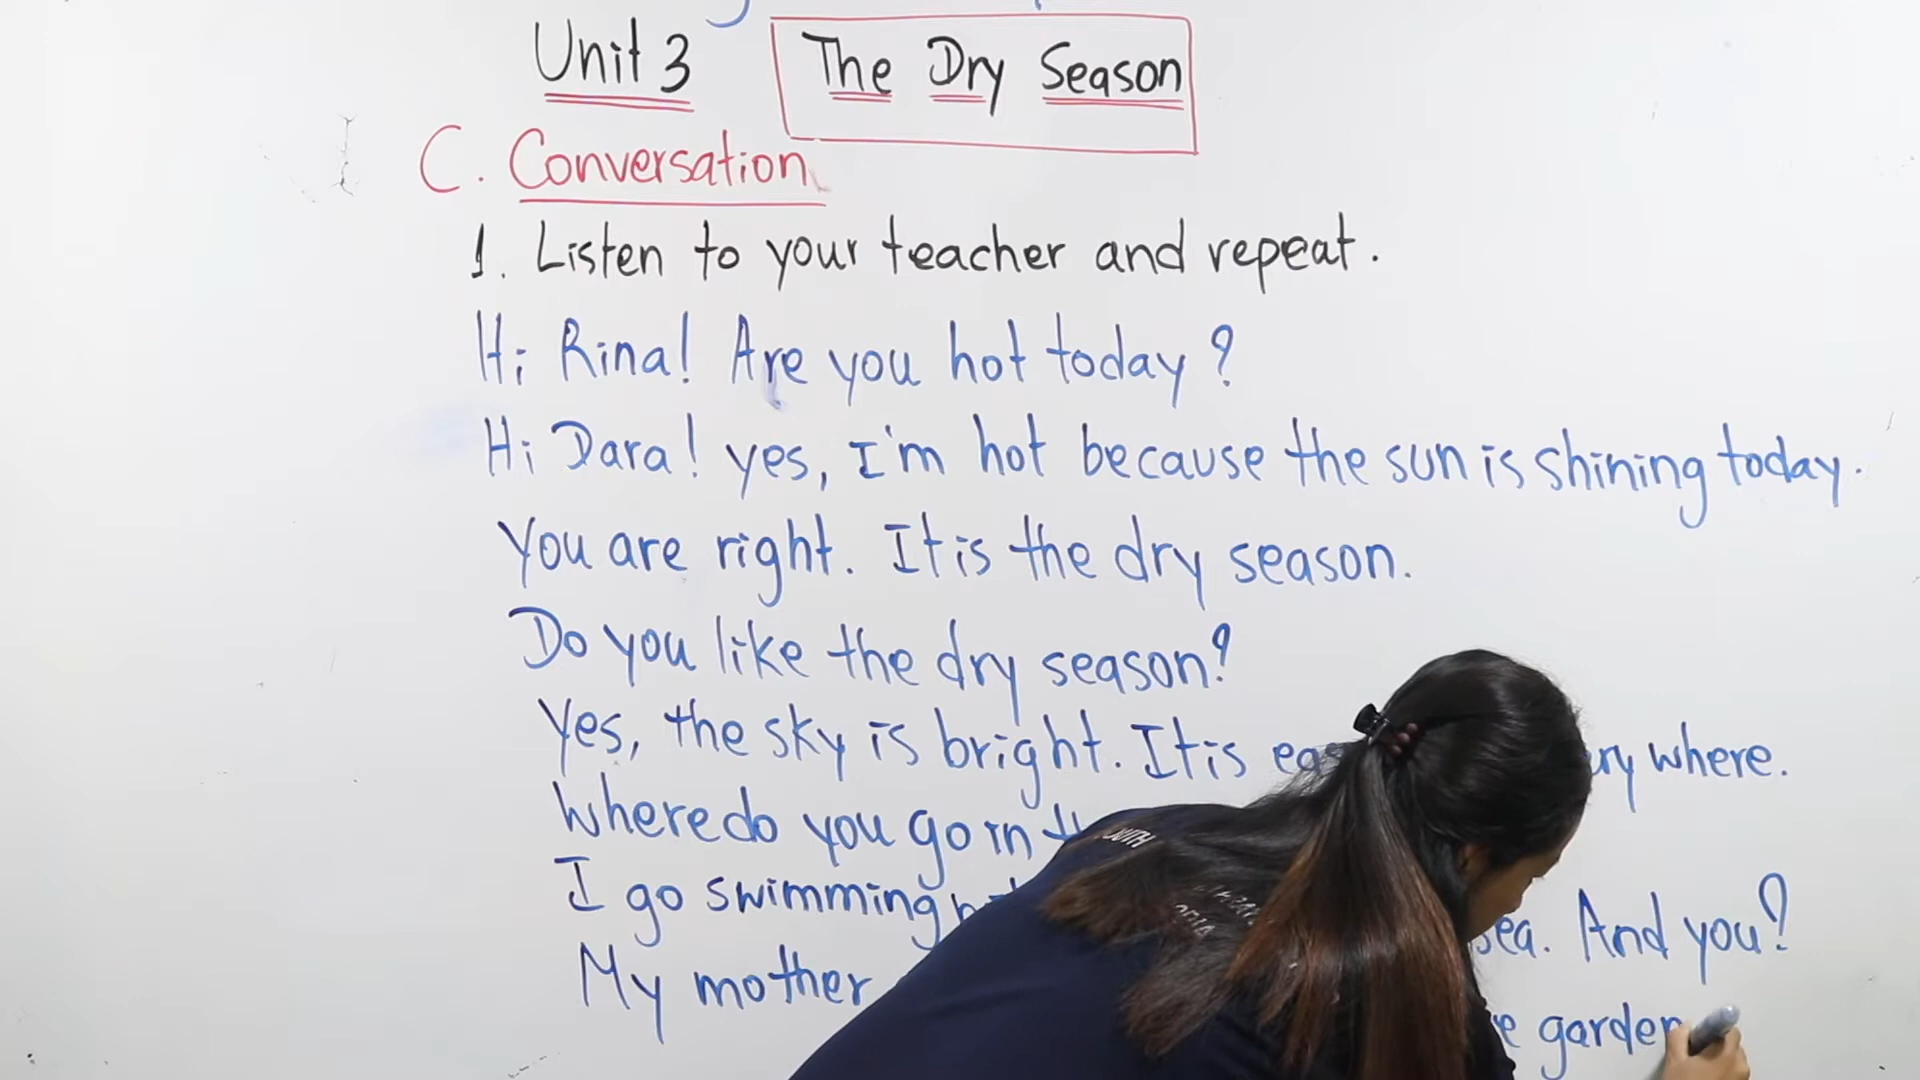 Unit 3 The Dry Season
C. Conversation
1. Listen to your teacher and repeat.
Hi Rina! Are you hot today?
Hi Dara! yes, I'm hot because the sun is shining today.
You are right. It is the dry season.
Do you like the dry season?
Yes, the sky is bright. It is where.
Where do you go in
I go swimming sea. And you?
My mother garden